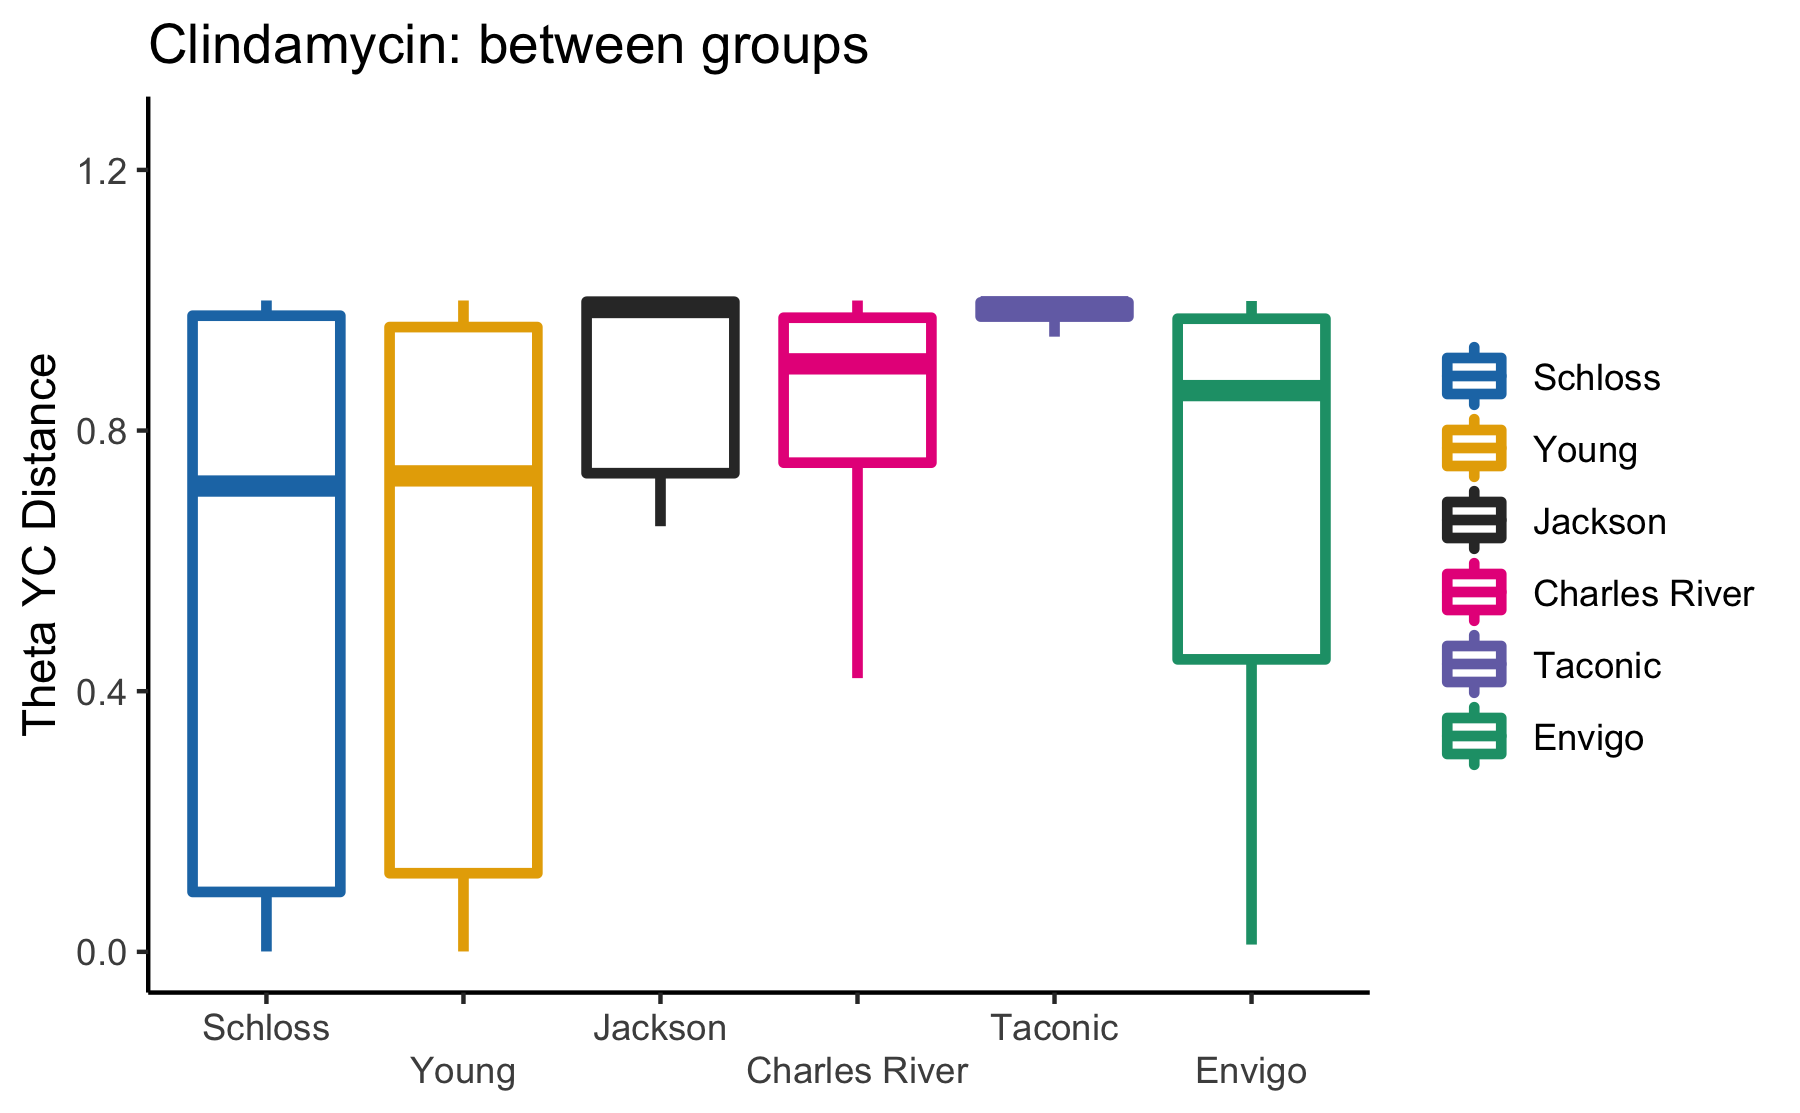 Clindamycin: between groups
Theta YC Distance
1.2
0.8
0.4
0.0
Schloss
Young
Jackson
Charles River
Taconic
Envigo
Schloss
Young
Jackson
Charles River
Taconic
Envigo